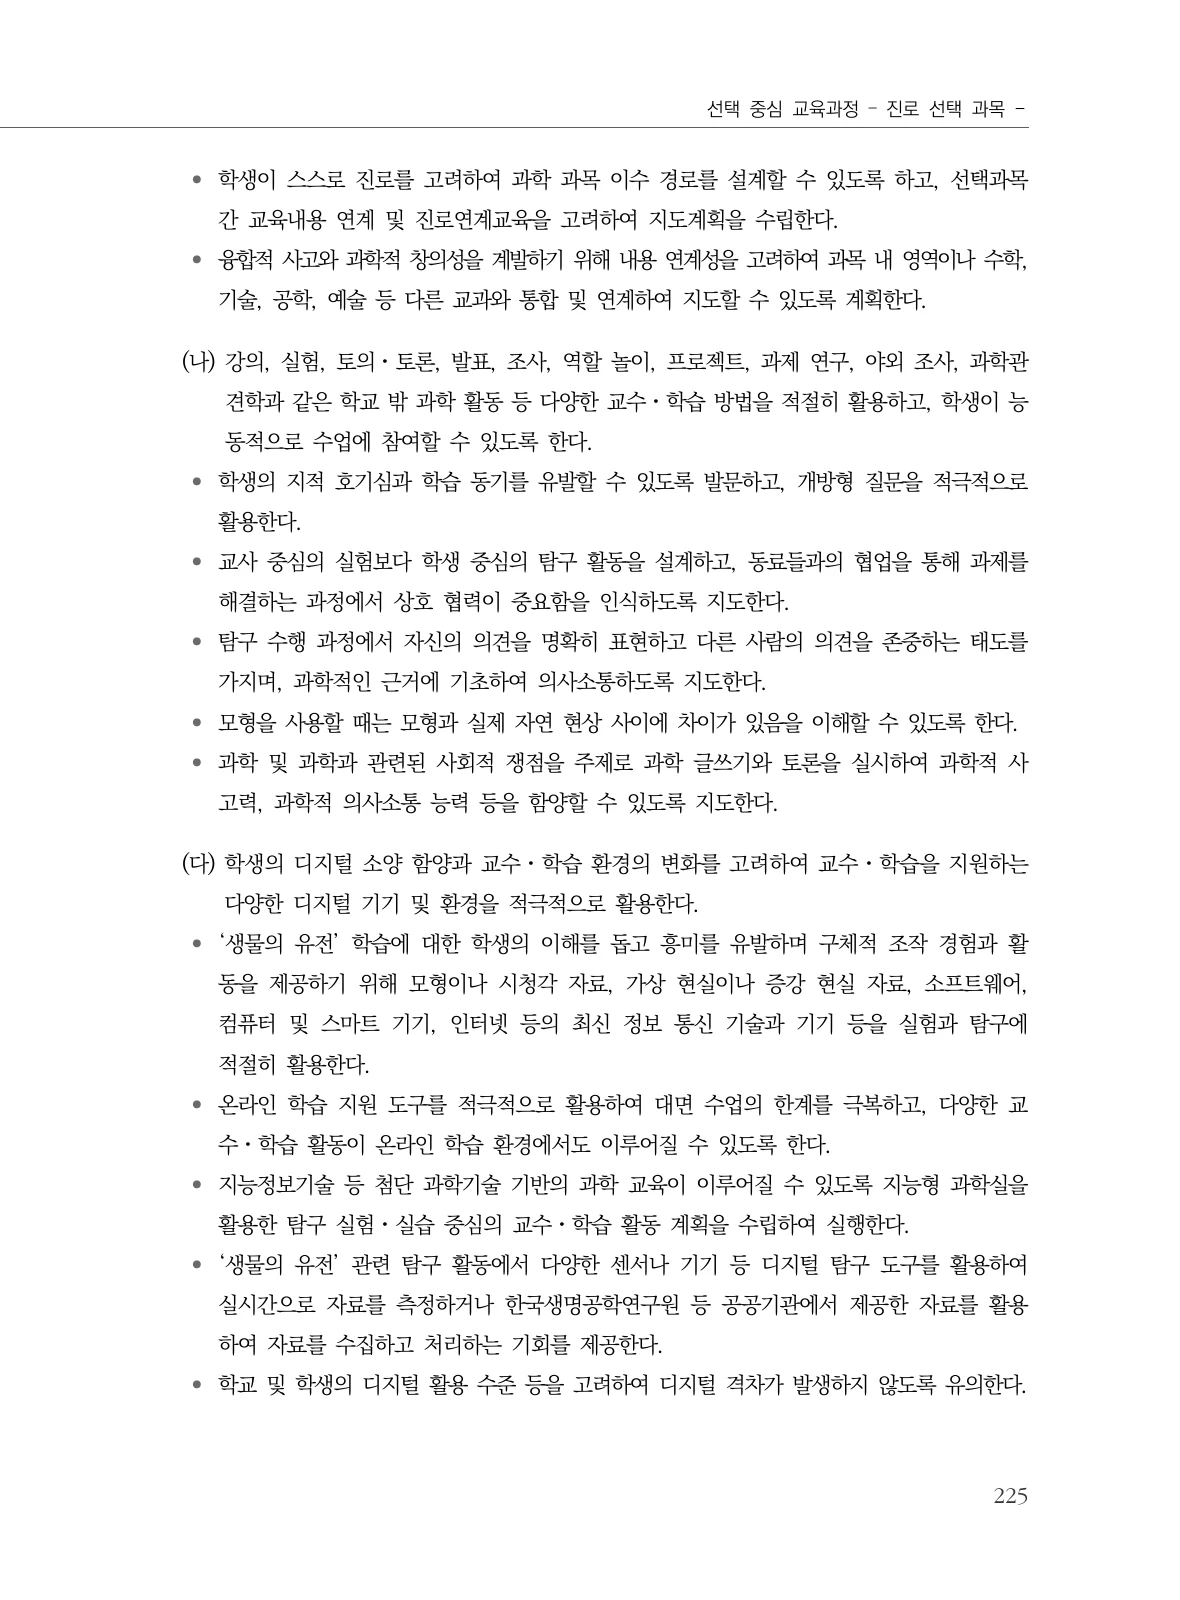 선택 중심 교육과정 - 진로 선택 과목 -
• 학생이 스스로 진로를 고려하여 과학 과목 이수 경로를 설계할 수 있도록 하고, 선택과목
간 교육내용 연계 및 진로연계교육을 고려하여 지도계획을 수립한다.
• 융합적 사고와 과학적 창의성을 계발하기 위해 내용 연계성을 고려하여 과목 내 영역이나 수학,
기술, 공학, 예술 등 다른 교과와 통합 및 연계하여 지도할 수 있도록 계획한다.
(나) 강의, 실험, 토의・토론, 발표, 조사, 역할 놀이, 프로젝트, 과제 연구, 야외 조사, 과학관
견학과 같은 학교 밖 과학 활동 등 다양한 교수・학습 방법을 적절히 활용하고, 학생이 능
동적으로 수업에 참여할 수 있도록 한다.
• 학생의 지적 호기심과 학습 동기를 유발할 수 있도록 발문하고, 개방형 질문을 적극적으로
활용한다.
• 교사 중심의 실험보다 학생 중심의 탐구 활동을 설계하고, 동료들과의 협업을 통해 과제를
해결하는 과정에서 상호 협력이 중요함을 인식하도록 지도한다.
• 탐구 수행 과정에서 자신의 의견을 명확히 표현하고 다른 사람의 의견을 존중하는 태도를
가지며, 과학적인 근거에 기초하여 의사소통하도록 지도한다.
• 모형을 사용할 때는 모형과 실제 자연 현상 사이에 차이가 있음을 이해할 수 있도록 한다.
• 과학 및 과학과 관련된 사회적 쟁점을 주제로 과학 글쓰기와 토론을 실시하여 과학적 사
고력, 과학적 의사소통 능력 등을 함양할 수 있도록 지도한다.
(다) 학생의 디지털 소양 함양과 교수・학습 환경의 변화를 고려하여 교수・학습을 지원하는
다양한 디지털 기기 및 환경을 적극적으로 활용한다.
• ‘생물의 유전’ 학습에 대한 학생의 이해를 돕고 흥미를 유발하며 구체적 조작 경험과 활
동을 제공하기 위해 모형이나 시청각 자료, 가상 현실이나 증강 현실 자료, 소프트웨어,
컴퓨터 및 스마트 기기, 인터넷 등의 최신 정보 통신 기술과 기기 등을 실험과 탐구에
적절히 활용한다.
• 온라인 학습 지원 도구를 적극적으로 활용하여 대면 수업의 한계를 극복하고, 다양한 교
수・학습 활동이 온라인 학습 환경에서도 이루어질 수 있도록 한다.
• 지능정보기술 등 첨단 과학기술 기반의 과학 교육이 이루어질 수 있도록 지능형 과학실을
활용한 탐구 실험・실습 중심의 교수・학습 활동 계획을 수립하여 실행한다.
• ‘생물의 유전’ 관련 탐구 활동에서 다양한 센서나 기기 등 디지털 탐구 도구를 활용하여
실시간으로 자료를 측정하거나 한국생명공학연구원 등 공공기관에서 제공한 자료를 활용
하여 자료를 수집하고 처리하는 기회를 제공한다.
• 학교 및 학생의 디지털 활용 수준 등을 고려하여 디지털 격차가 발생하지 않도록 유의한다.
225